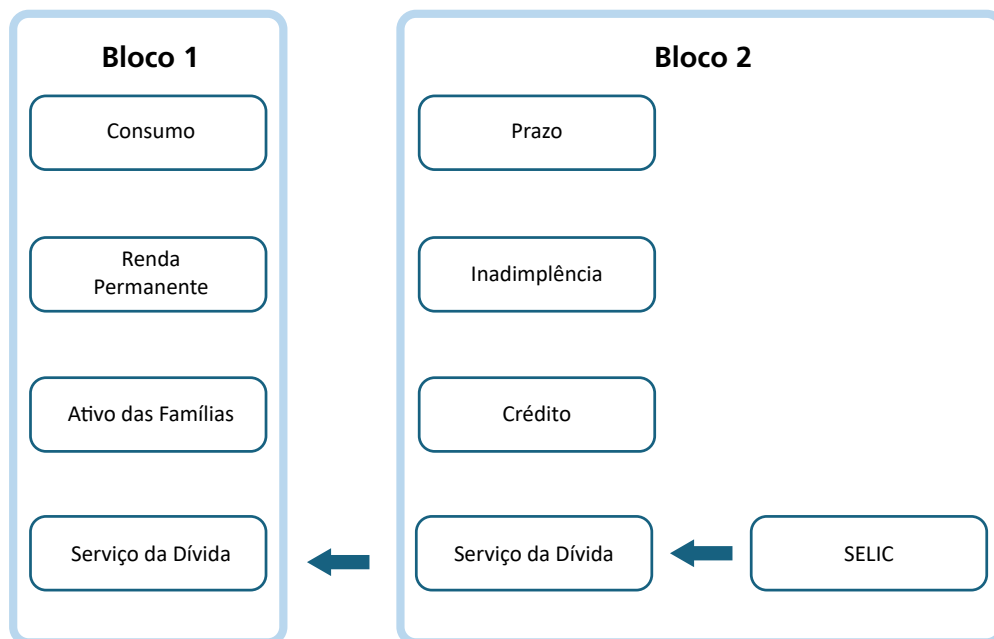 Bloco 1
Consumo
Renda
Permanente
Ativo das Famílias
Serviço da Dívida
Bloco 2
Prazo
Inadimplência
Crédito
Serviço da Dívida
SELIC